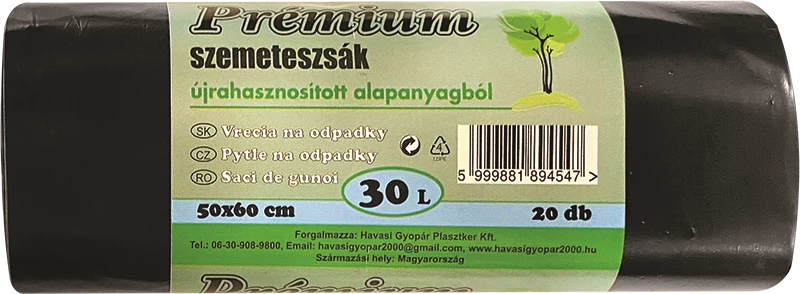 Prémium
szemeteszsák
újrahasznosított alapanyagból
SK Vrecia na odpadky
CZ Pytle na odpadky
RO Saci de gunoi
30 L
4
LDPE
5 999881 894547 >
50x60 cm
20 db
Forgalmazza: Havasi Gyopár Plasztker Kft.
Tel.: 06-30-908-9800, Email: havasigyopar2000@gmail.com, www.havasigyopar2000.hu
Származási hely: Magyarország
Prémium